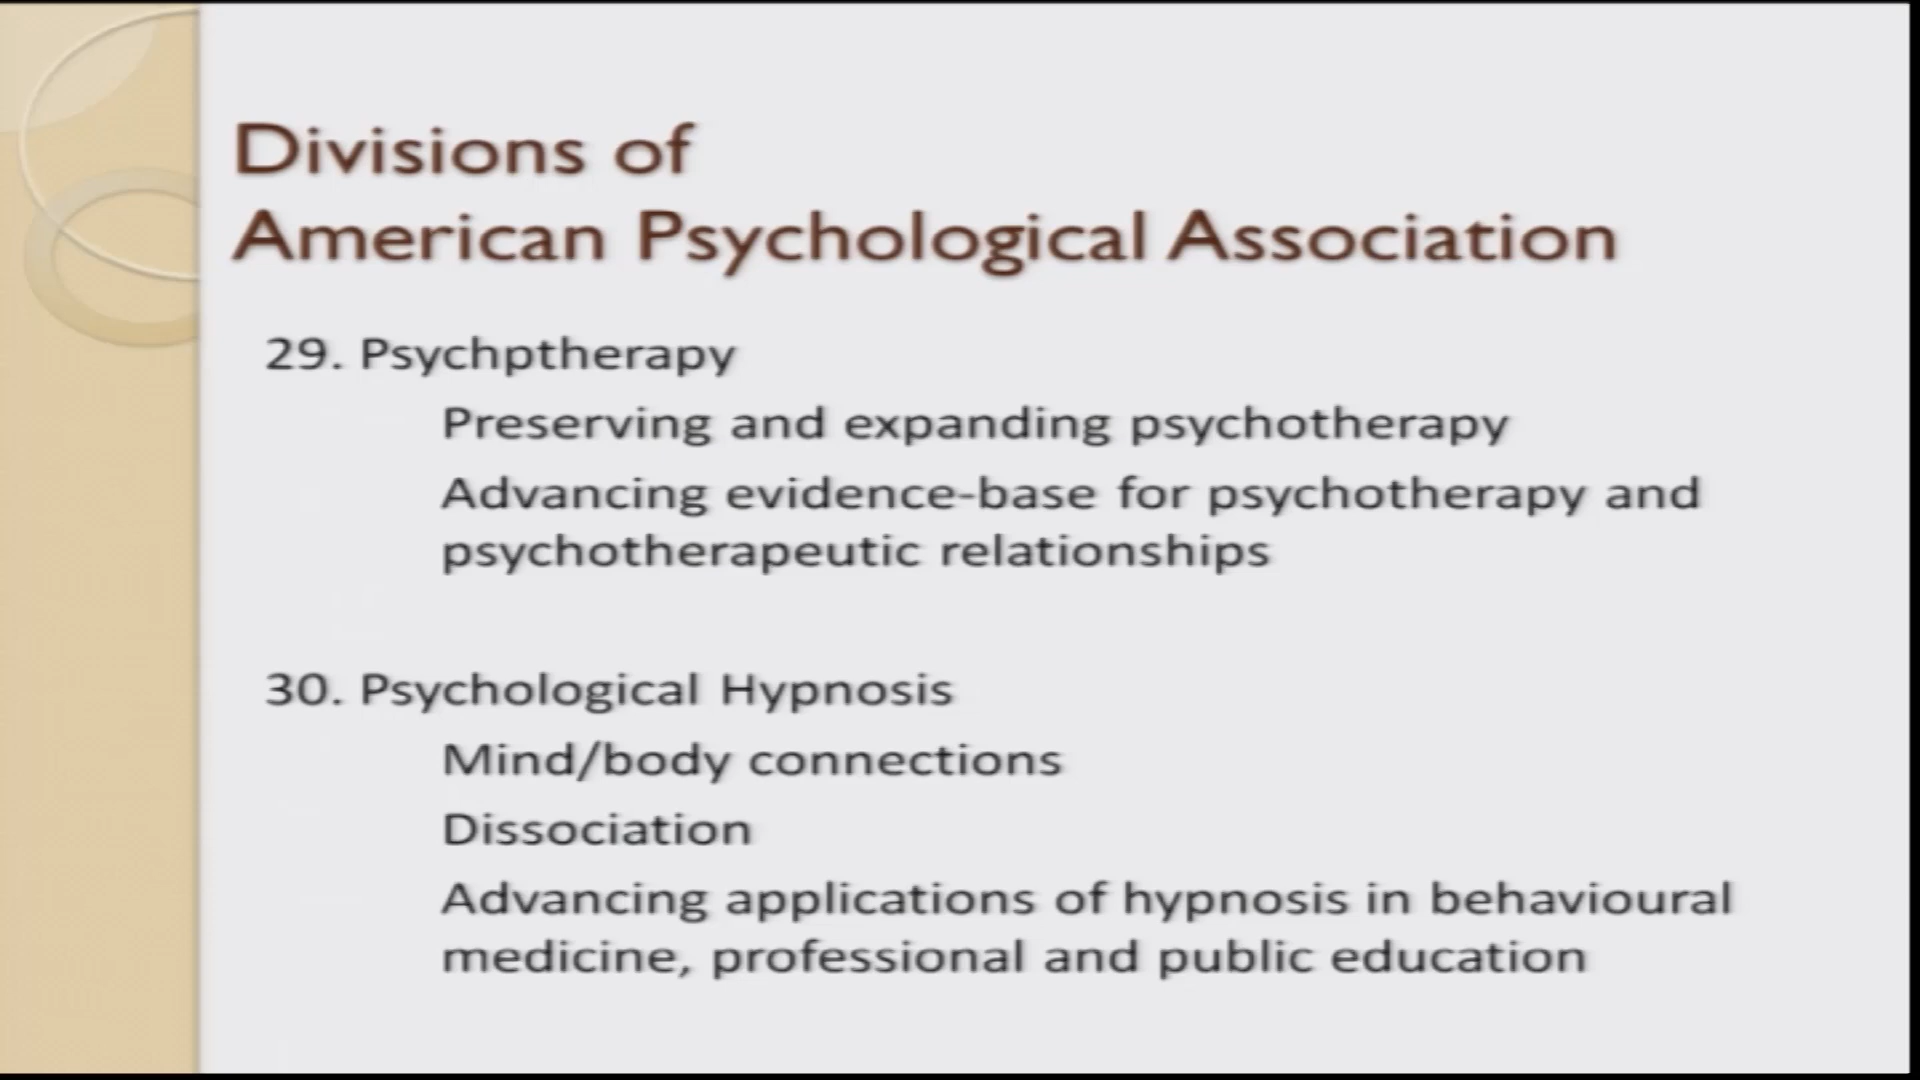 Divisions of
American Psychological Association
29. Psychptherapy
Preserving and expanding psychotherapy
Advancing evidence-base for psychotherapy and
psychotherapeutic relationships
30. Psychological Hypnosis
Mind/body connections
Dissociation
Advancing applications of hypnosis in behavioural
medicine, professional and public education